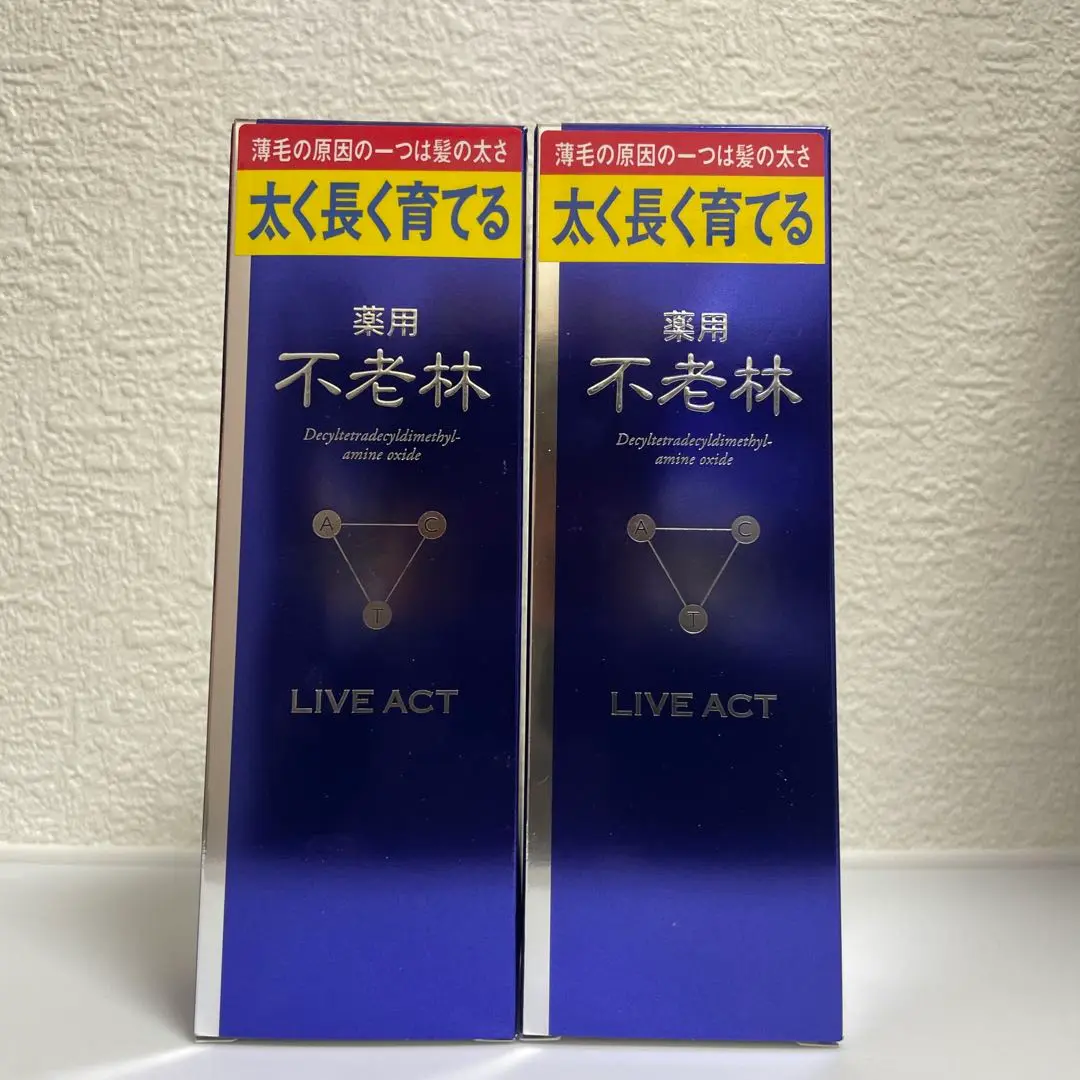 薄毛の原因の一つは髪の太さ
太く長く育てる
薬用
不老林
Decyltetradecyldimethyl-
amine oxide
A C
T
LIVE ACT
薄毛の原因の一つは髪の太さ
太く長く育てる
薬用
不老林
Decyltetradecyldimethyl-
amine oxide
A C
T
LIVE ACT